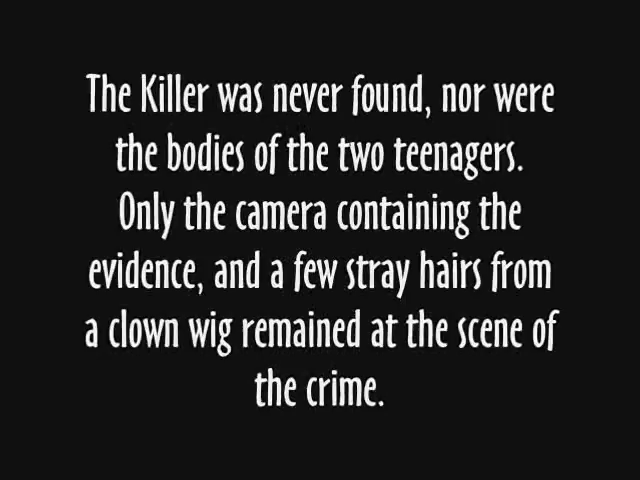 The Killer was never found, nor were
the bodies of the two teenagers.
Only the camera containing the
evidence, and a few stray hairs from
a clown wig remained at the scene of
the crime.